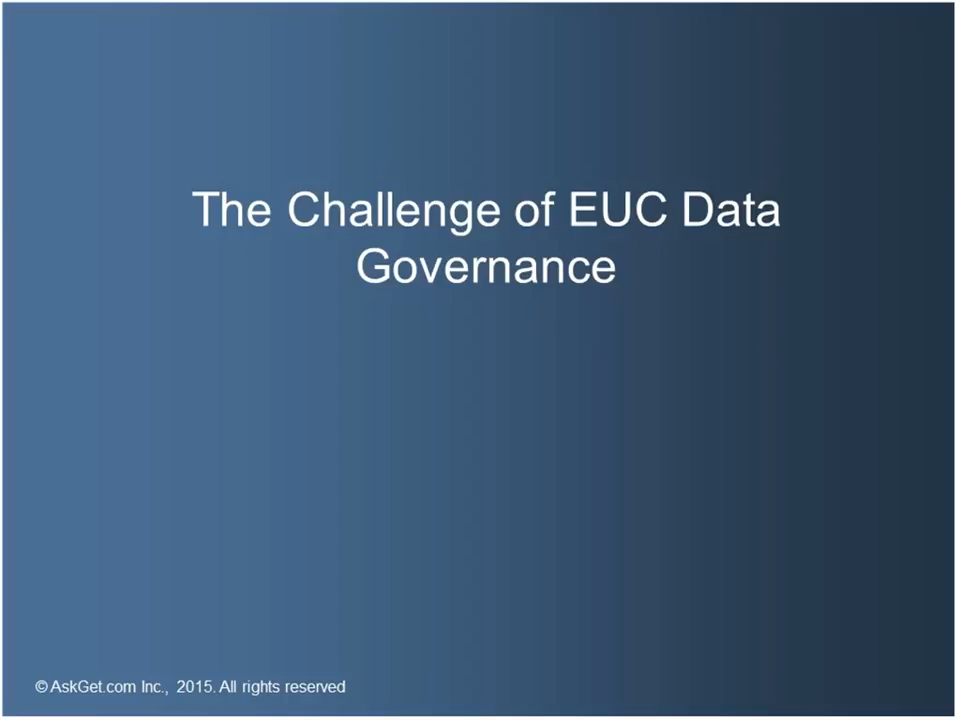 The Challenge of EUC Data
Governance
© AskGet.com Inc., 2015. All rights reserved